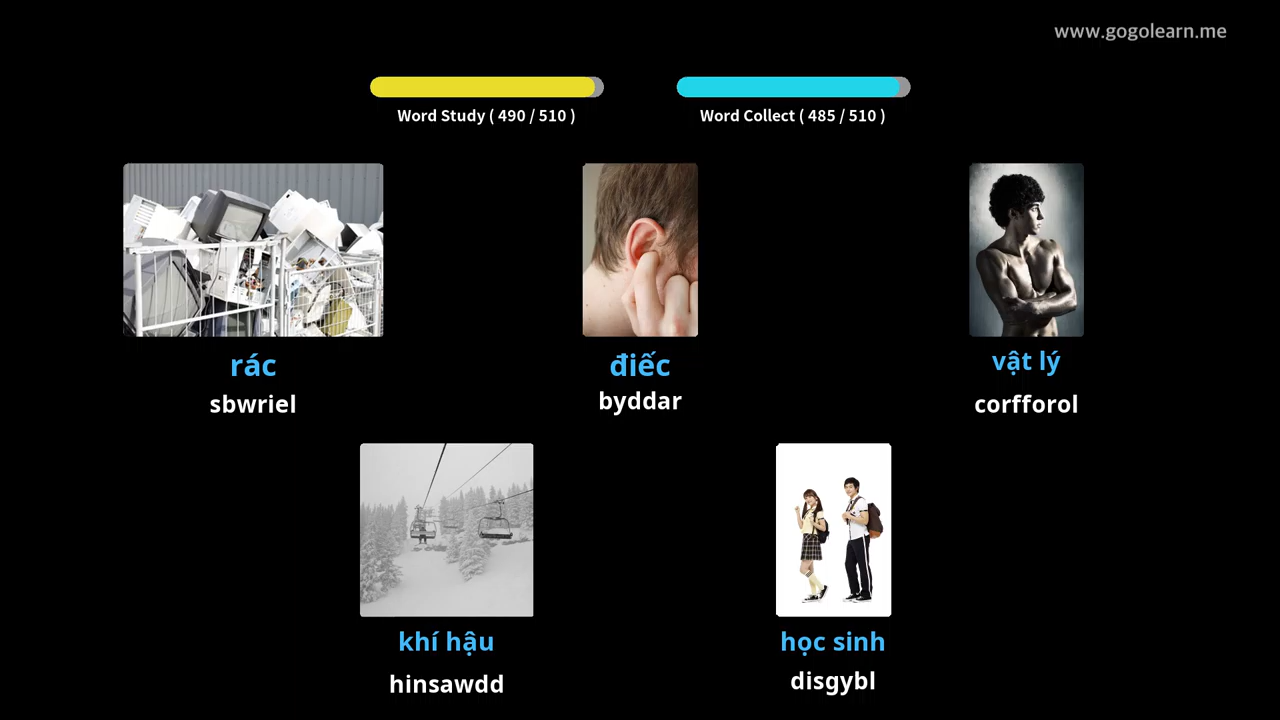 www.gogolearn.me
Word Study ( 490 / 510 )
Word Collect ( 485 / 510 )
rác
sbwriel
điếc
byddar
vật lý
corfforol
khí hậu
hinsawdd
học sinh
disgybl